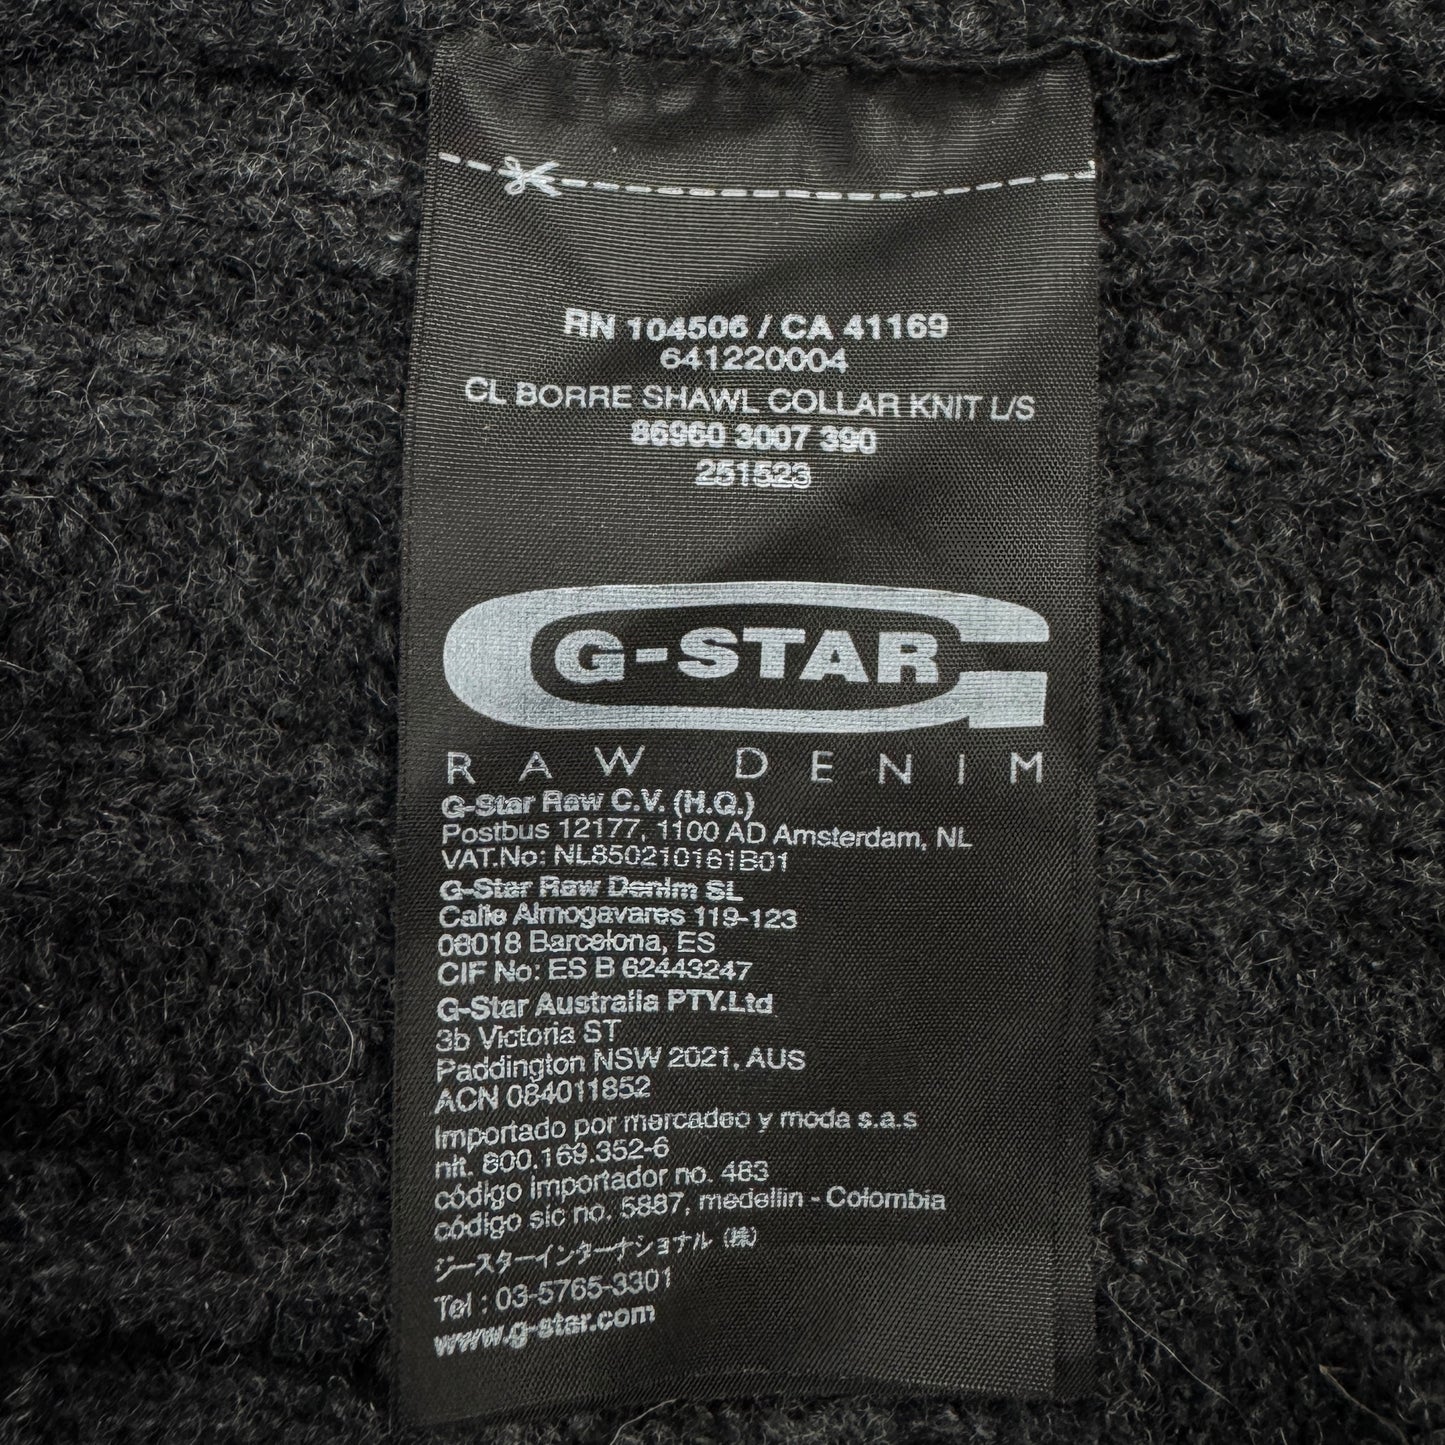 RN 104506 / CA 41169
641220004
CL BORRE SHAWL COLLAR KNIT L/S
86960 3007 390
251523
G-STAR
RAW DENIM
G-Star Raw C.V. (H.Q.)
Postbus 12177, 1100 AD Amsterdam, NL
VAT.No: NL850210161B01
G-Star Raw Denim SL
Calle Almogavares 119-123
08018 Barcelona, ES
CIF No: ES B 62443247
G-Star Australia PTY.Ltd
3b Victoria ST
Paddington NSW 2021, AUS
ACN 084011852
Importado por mercadeo y moda s.a.s
nit. 800.169.352-6
código importador no. 483
código sic no. 5887, medellin - Colombia
ジースターインターナショナル（株）
Tel : 03-5765-3301
www.g-star.com